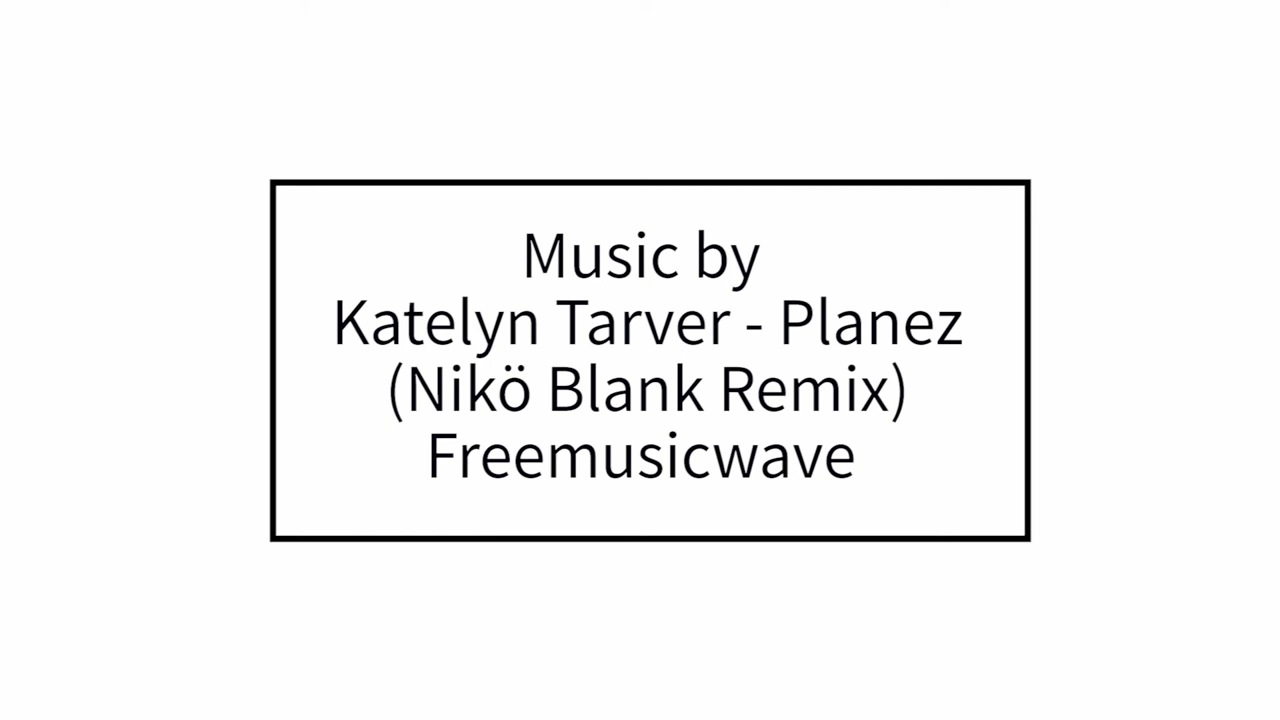 Music by
Katelyn Tarver - Planez
(Nikö Blank Remix)
Freemusicwave